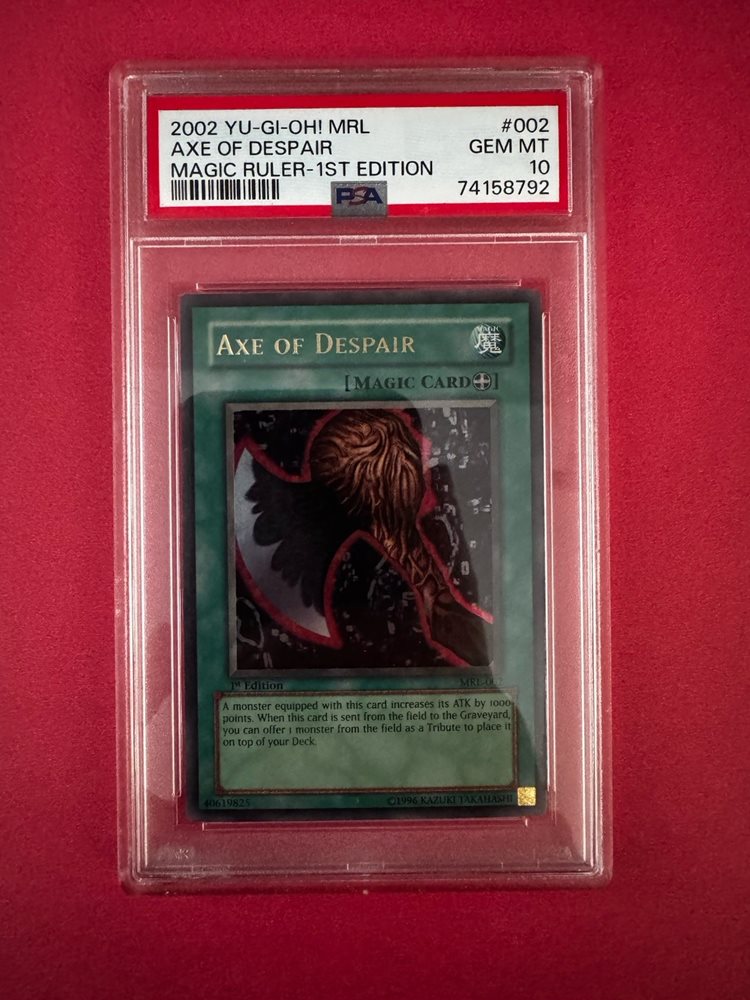 2002 YU-GI-OH! MRL #002
AXE OF DESPAIR GEM MT
MAGIC RULER-1ST EDITION 10
PSA 74158792
AXE OF DESPAIR
MAGIC
魔
[MAGIC CARD]
1st Edition MRL-002
A monster equipped with this card increases its ATK by 1000
points. When this card is sent from the field to the Graveyard,
you can offer 1 monster from the field as a Tribute to place it
on top of your Deck.
40619825 ©1996 KAZUKI TAKAHASHI